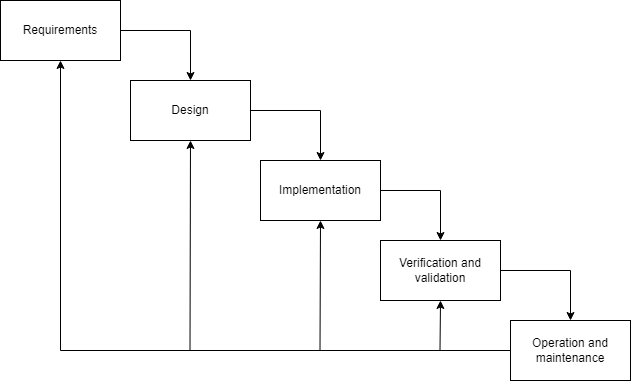 Requirements
Design
Implementation
Verification and
validation
Operation and
maintenance